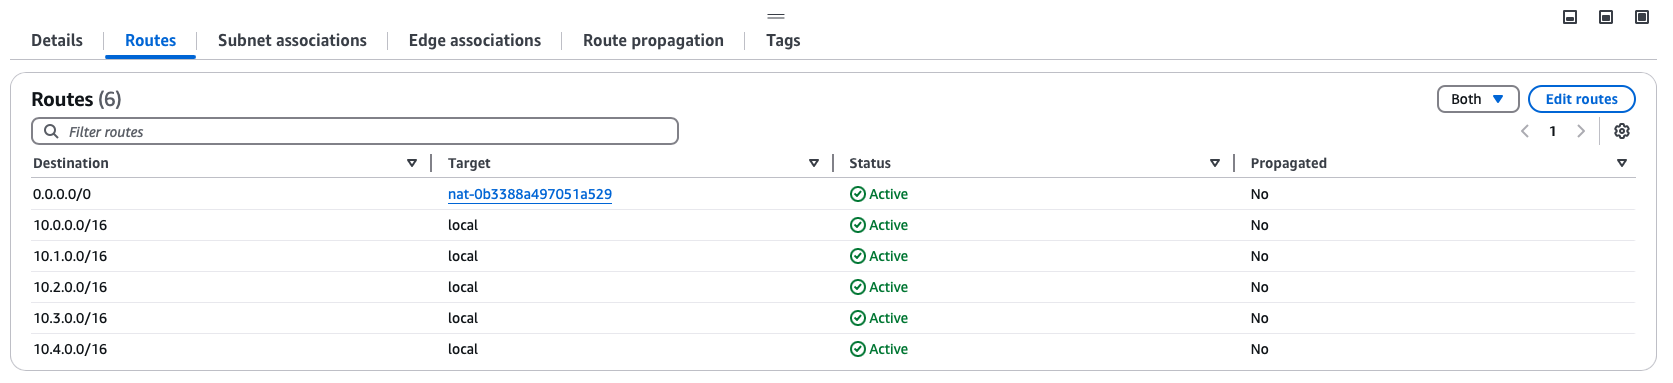 Details Routes Subnet associations Edge associations Route propagation Tags
Routes (6) Both Edit routes
Filter routes 1
Destination Target Status Propagated
0.0.0.0/0 nat-0b3388a497051a529 Active No
10.0.0.0/16 local Active No
10.1.0.0/16 local Active No
10.2.0.0/16 local Active No
10.3.0.0/16 local Active No
10.4.0.0/16 local Active No